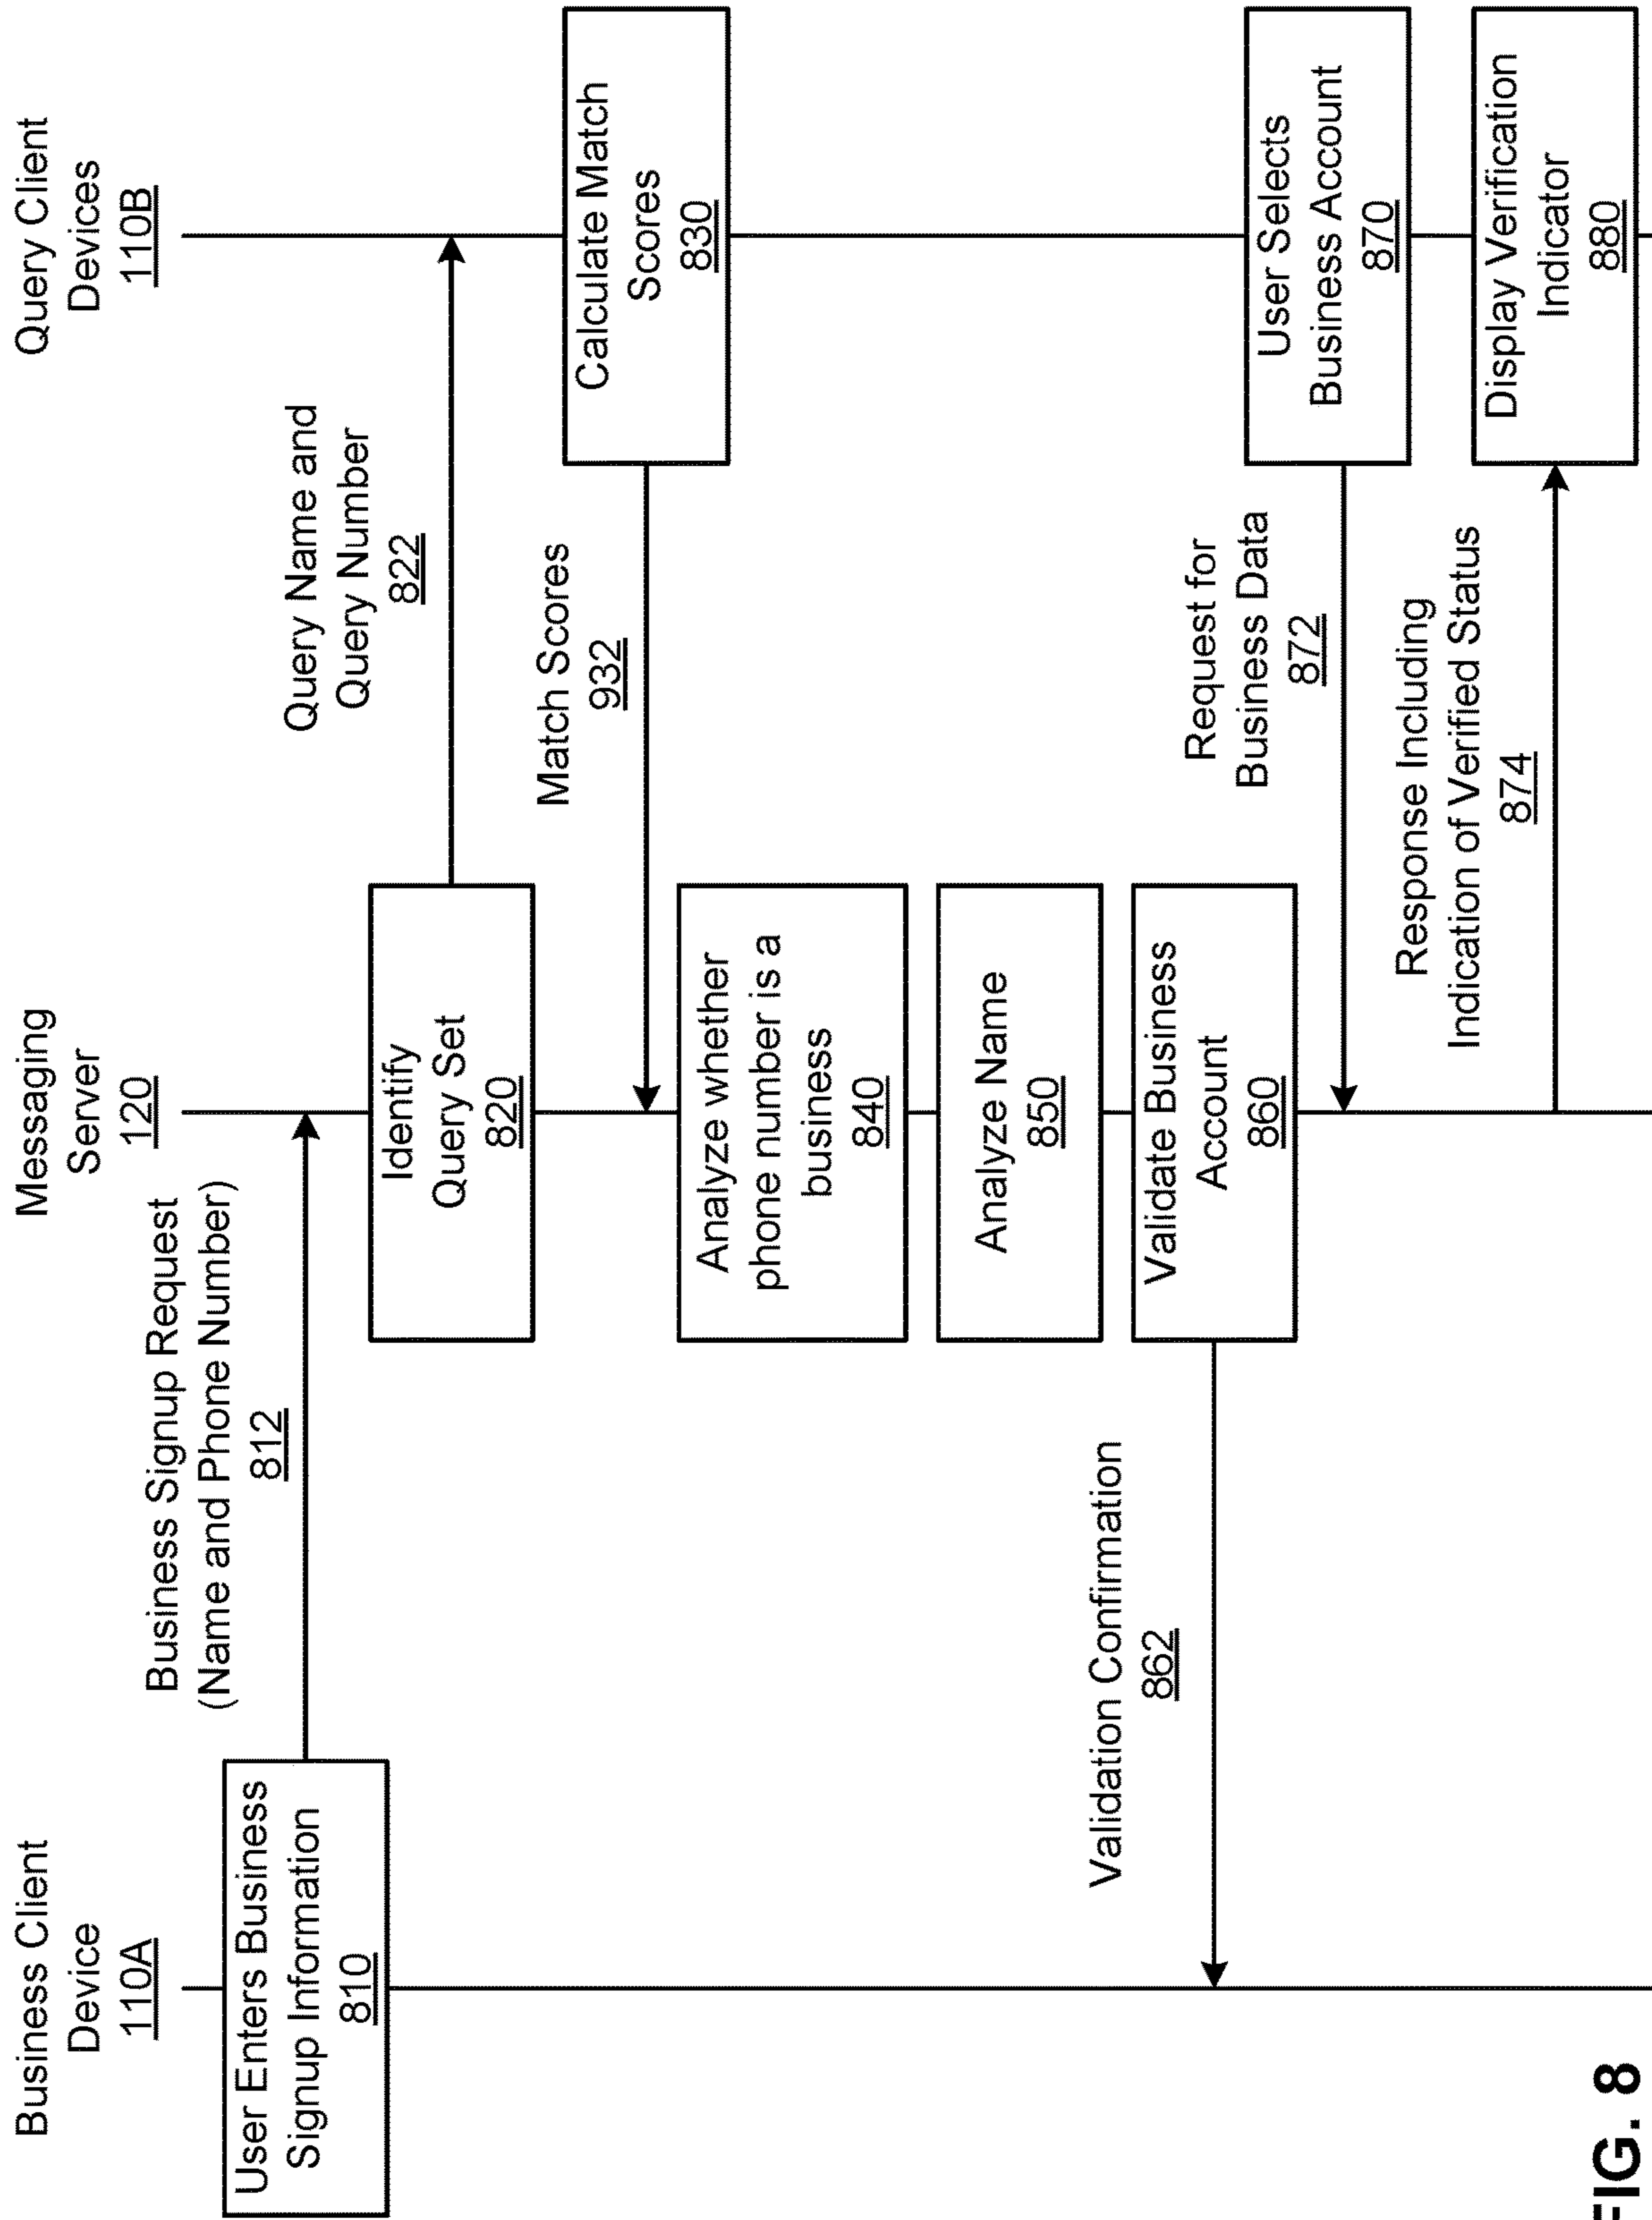 Business Client
Device
110A
Messaging
Server
120
Query Client
Devices
110B
User Enters Business
Signup Information
810
Business Signup Request
(Name and Phone Number)
812
Identify
Query Set
820
Query Name and
Query Number
822
Calculate Match
Scores
830
Match Scores
932
Analyze whether
phone number is a
business
840
Analyze Name
850
Validate Business
Account
860
Validation Confirmation
862
User Selects
Business Account
870
Request for
Business Data
872
Response Including
Indication of Verified Status
874
Display Verification
Indicator
880
FIG. 8